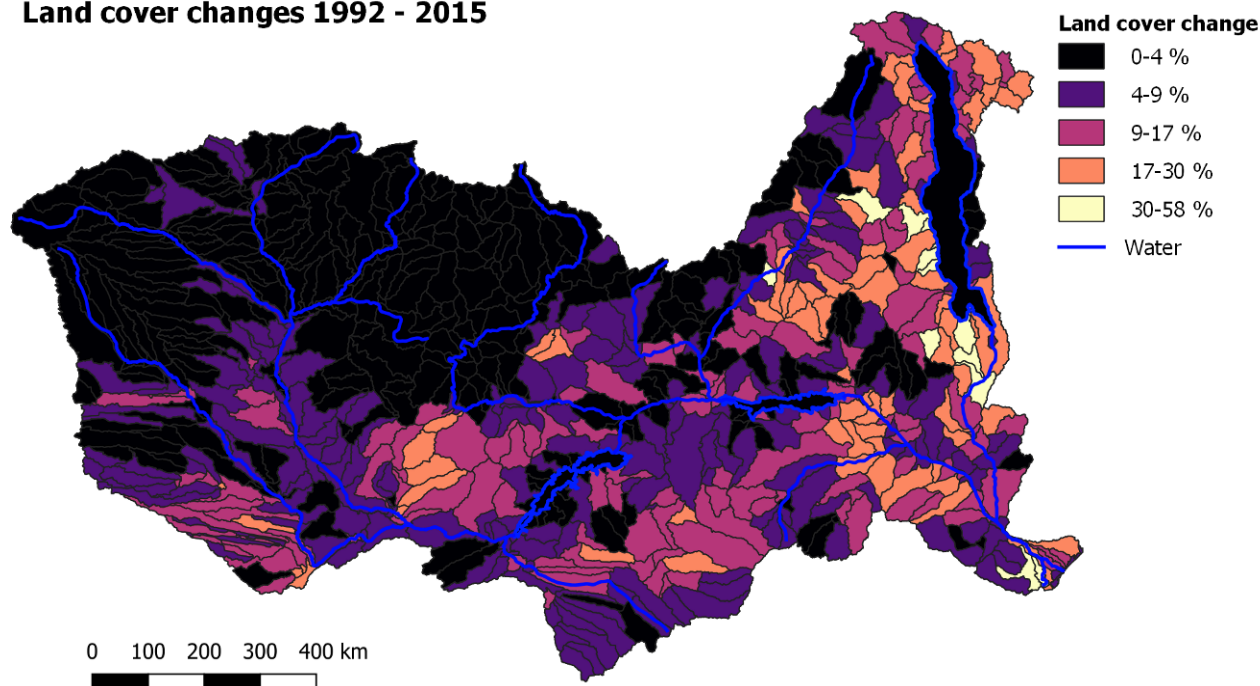 Land cover changes 1992 - 2015
Land cover change
0-4 %
4-9 %
9-17 %
17-30 %
30-58 %
Water
0 100 200 300 400 km